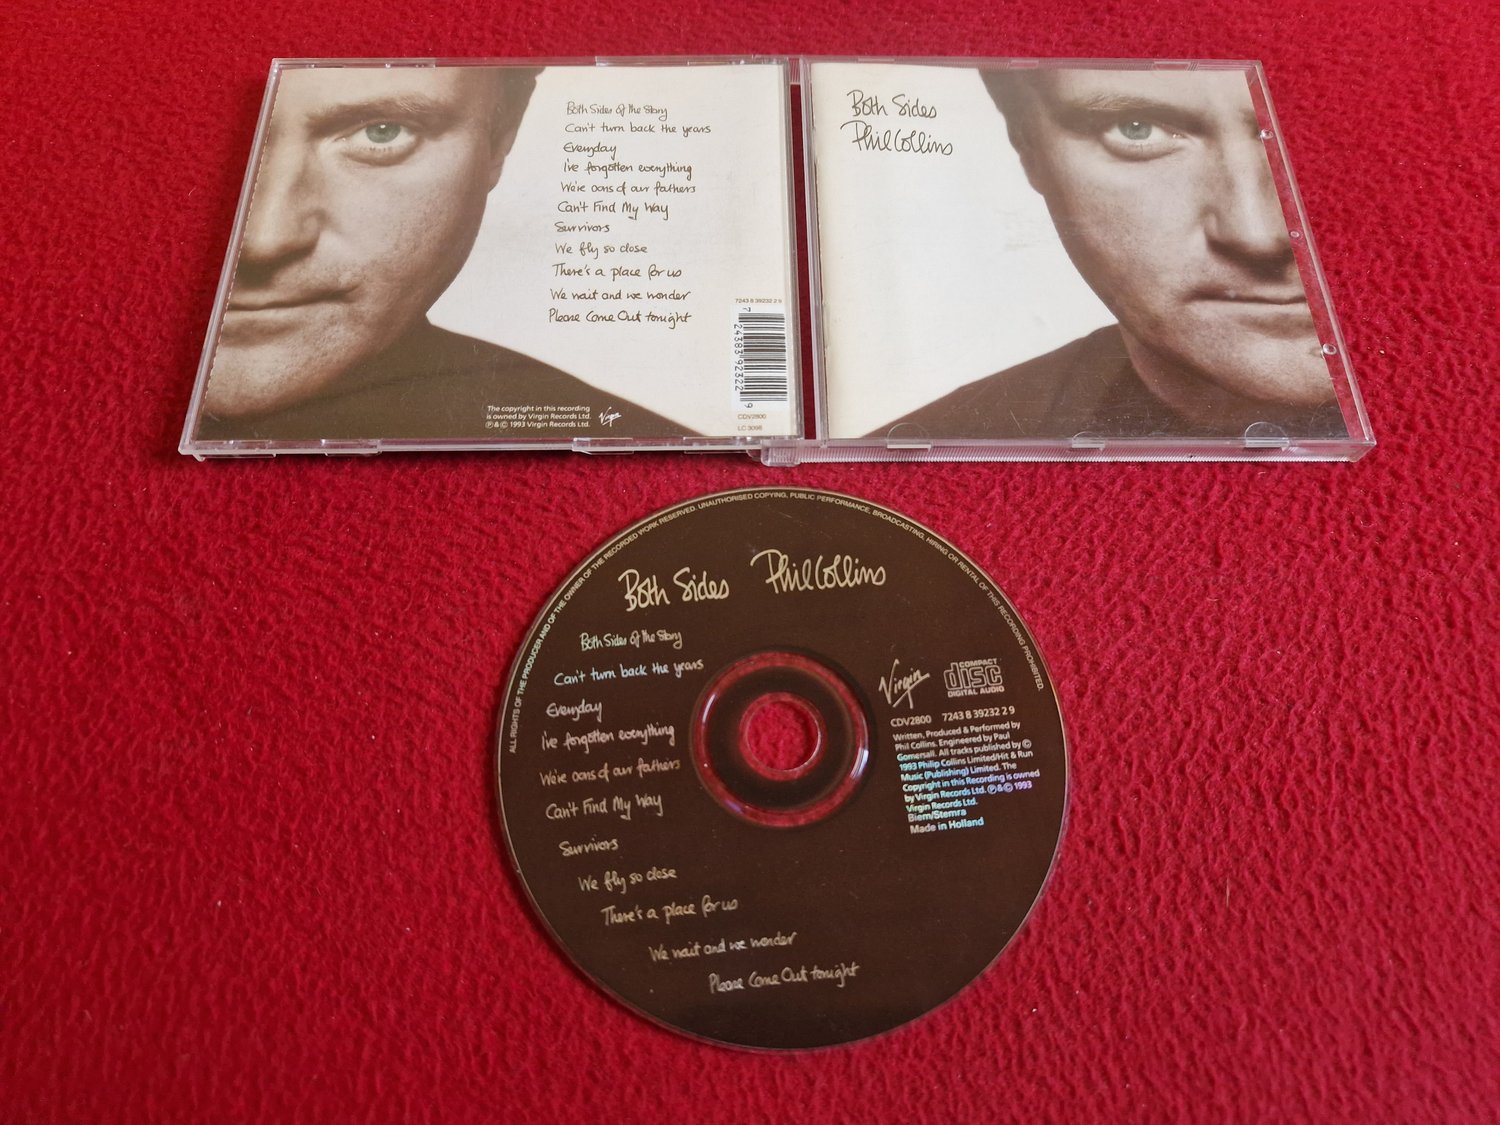 Both Sides of the Story
Can't turn back the years
Everyday
I've forgotten everything
We're sons of our fathers
Can't Find My Way
Survivors
We fly so close
There's a place for us
We wait and we wonder
Please Come Out tonight
7243 8 39232 2 9
7 24383 92322 9
CDV2800
LC 3098
The copyright in this recording
is owned by Virgin Records Ltd.
℗&© 1993 Virgin Records Ltd.
Virgin
Both Sides
Phil Collins
ALL RIGHTS OF THE PRODUCER AND OF THE OWNER OF THE RECORDED WORK RESERVED. UNAUTHORISED COPYING, PUBLIC PERFORMANCE, BROADCASTING, HIRING OR RENTAL OF THIS RECORDING PROHIBITED.
Both Sides Phil Collins
Both Sides of the Story
Can't turn back the years
Everyday
I've forgotten everything
We're sons of our fathers
Can't Find My Way
Survivors
We fly so close
There's a place for us
We wait and we wonder
Please Come Out tonight
Virgin
COMPACT
disc
DIGITAL AUDIO
CDV2800 7243 8 39232 2 9
Written, Produced & Performed by
Phil Collins. Engineered by Paul
Gomersall. All tracks published by ©
1993 Philip Collins Limited/Hit & Run
Music (Publishing) Limited. The
Copyright in this Recording is owned
by Virgin Records Ltd. ℗&© 1993
Virgin Records Ltd.
Biem/Stemra
Made in Holland